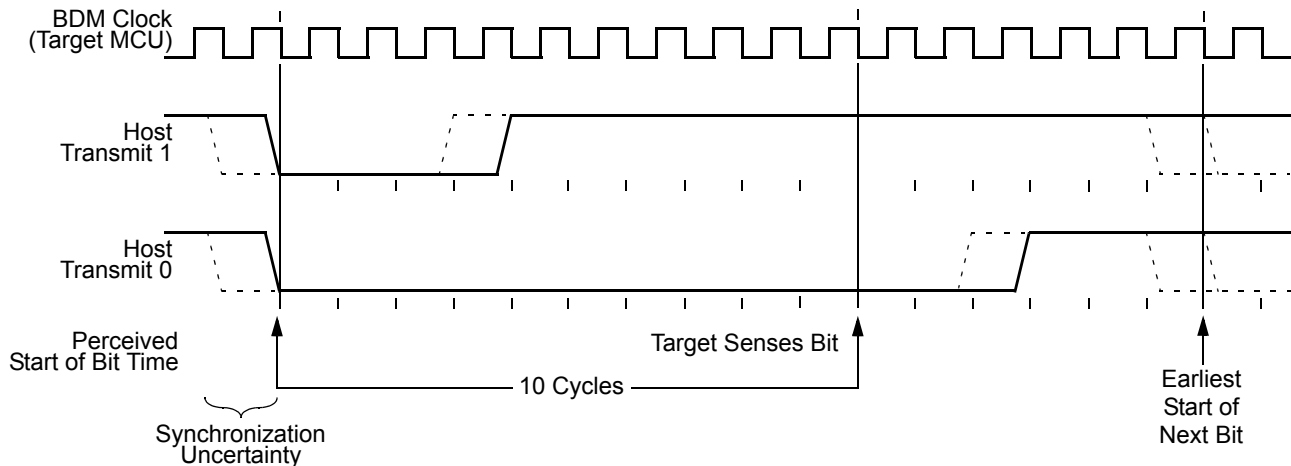 BDM Clock
(Target MCU)
Host
Transmit 1
Host
Transmit 0
Perceived
Start of Bit Time
Target Senses Bit
10 Cycles
Earliest
Start of
Next Bit
Synchronization
Uncertainty